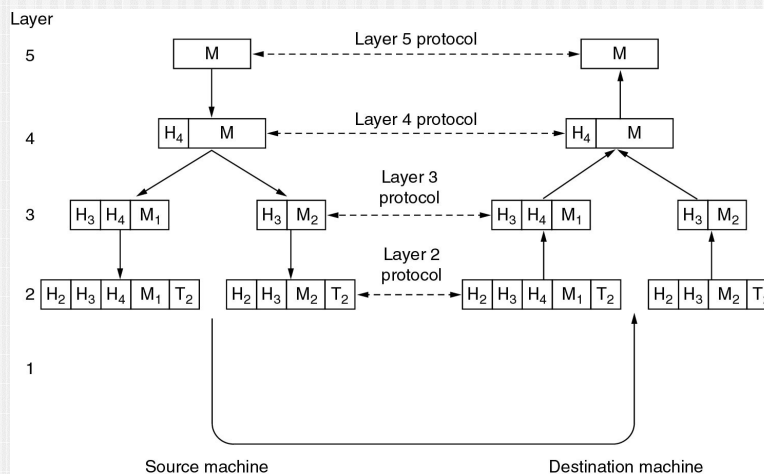 Layer
5 M Layer 5 protocol M
4 H₄ M Layer 4 protocol H₄ M
Layer 3
protocol
3 H₃ H₄ M₁ H₃ M₂ H₃ H₄ M₁ H₃ M₂
Layer 2
protocol
2 H₂ H₃ H₄ M₁ T₂ H₂ H₃ M₂ T₂ H₂ H₃ H₄ M₁ T₂ H₂ H₃ M₂ T
1
Source machine Destination machine